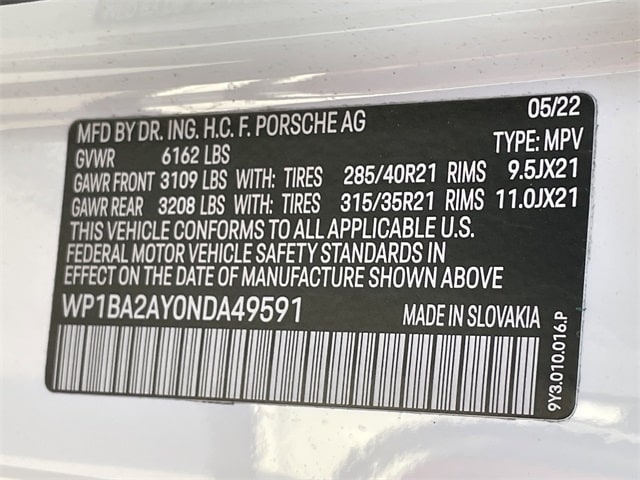 MFD BY DR. ING. H.C. F. PORSCHE AG 05/22
GVWR 6162 LBS TYPE: MPV
GAWR FRONT 3109 LBS WITH: TIRES 285/40R21 RIMS 9.5JX21
GAWR REAR 3208 LBS WITH: TIRES 315/35R21 RIMS 11.0JX21
THIS VEHICLE CONFORMS TO ALL APPLICABLE U.S.
FEDERAL MOTOR VEHICLE SAFETY STANDARDS IN
EFFECT ON THE DATE OF MANUFACTURE SHOWN ABOVE
WP1BA2AY0NDA49591 MADE IN SLOVAKIA
9Y3.010.016.P